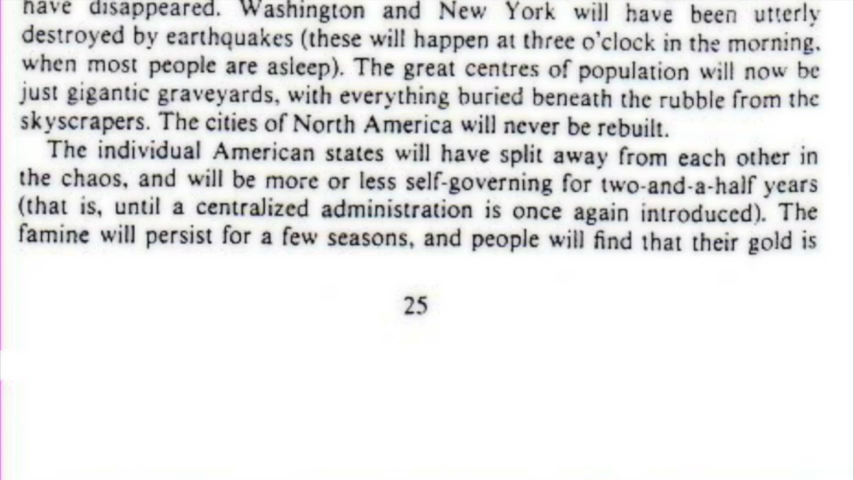 have disappeared. Washington and New York will have been utterly
destroyed by earthquakes (these will happen at three o'clock in the morning,
when most people are asleep). The great centres of population will now be
just gigantic graveyards, with everything buried beneath the rubble from the
skyscrapers. The cities of North America will never be rebuilt.
The individual American states will have split away from each other in
the chaos, and will be more or less self-governing for two-and-a-half years
(that is, until a centralized administration is once again introduced). The
famine will persist for a few seasons, and people will find that their gold is
25